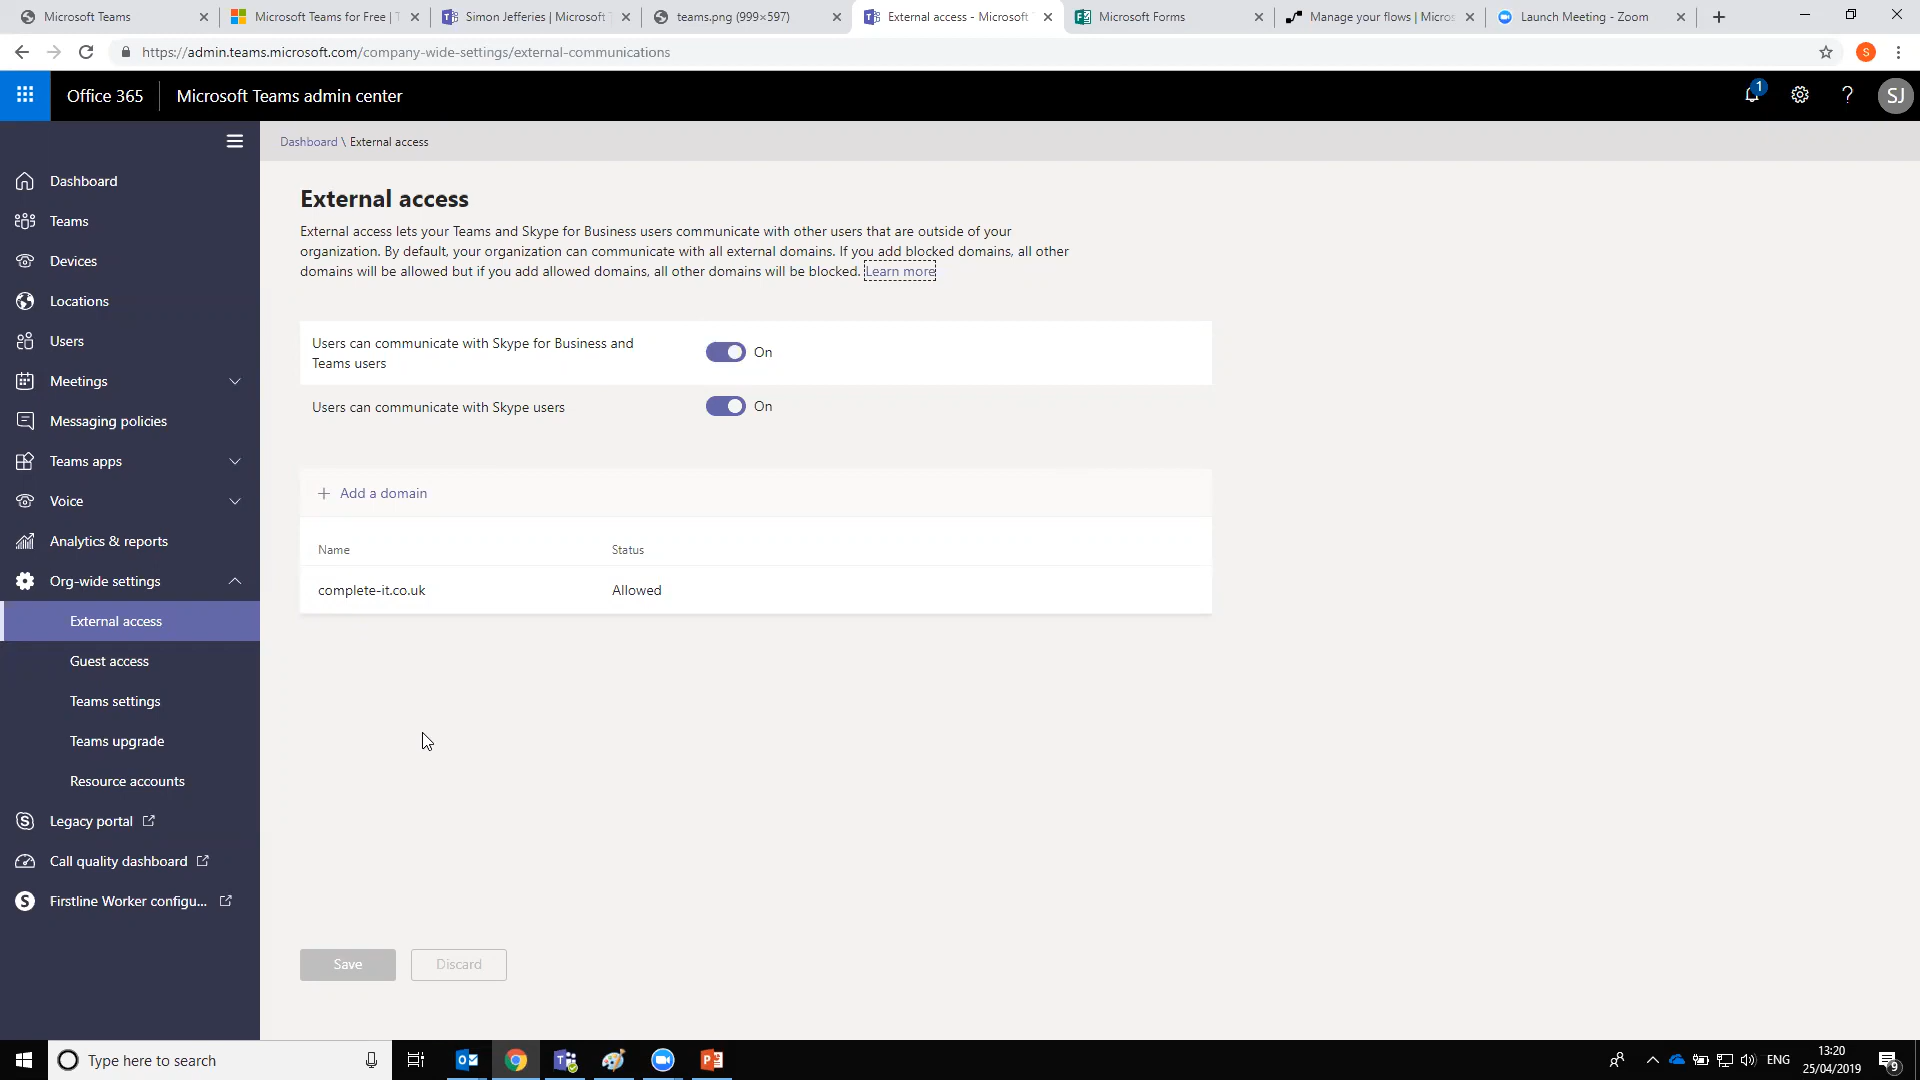 Microsoft Teams
Microsoft Teams for Free | T
Simon Jefferies | Microsoft T
teams.png (999×597)
External access - Microsoft T
Microsoft Forms
Manage your flows | Micros
Launch Meeting - Zoom
https://admin.teams.microsoft.com/company-wide-settings/external-communications
S
Office 365
Microsoft Teams admin center
1
?
SJ
Dashboard \ External access
Dashboard
Teams
Devices
Locations
Users
Meetings
Messaging policies
Teams apps
Voice
Analytics & reports
Org-wide settings
External access
Guest access
Teams settings
Teams upgrade
Resource accounts
Legacy portal
Call quality dashboard
Firstline Worker configu...
External access
External access lets your Teams and Skype for Business users communicate with other users that are outside of your
organization. By default, your organization can communicate with all external domains. If you add blocked domains, all other
domains will be allowed but if you add allowed domains, all other domains will be blocked. Learn more
Users can communicate with Skype for Business and
Teams users
On
Users can communicate with Skype users
On
+ Add a domain
Name Status
complete-it.co.uk Allowed
Save
Discard
Type here to search
ENG
13:20
25/04/2019
9